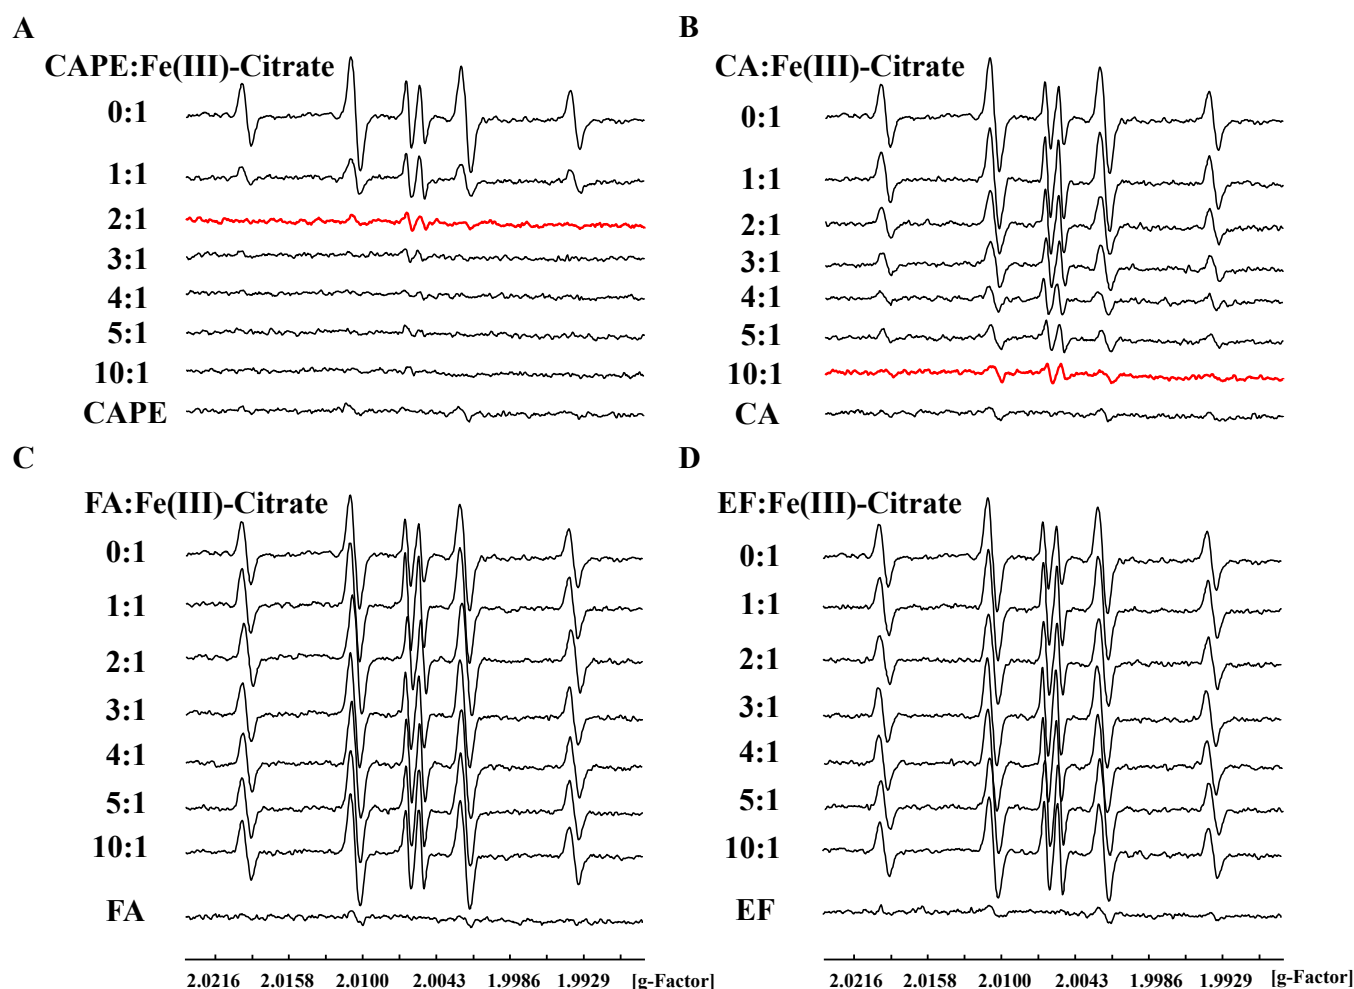 A
CAPE:Fe(III)-Citrate
0:1
1:1
2:1
3:1
4:1
5:1
10:1
CAPE
B
CA:Fe(III)-Citrate
0:1
1:1
2:1
3:1
4:1
5:1
10:1
CA
C
FA:Fe(III)-Citrate
0:1
1:1
2:1
3:1
4:1
5:1
10:1
FA
2.0216 2.0158 2.0100 2.0043 1.9986 1.9929 [g-Factor]
D
EF:Fe(III)-Citrate
0:1
1:1
2:1
3:1
4:1
5:1
10:1
EF
2.0216 2.0158 2.0100 2.0043 1.9986 1.9929 [g-Factor]